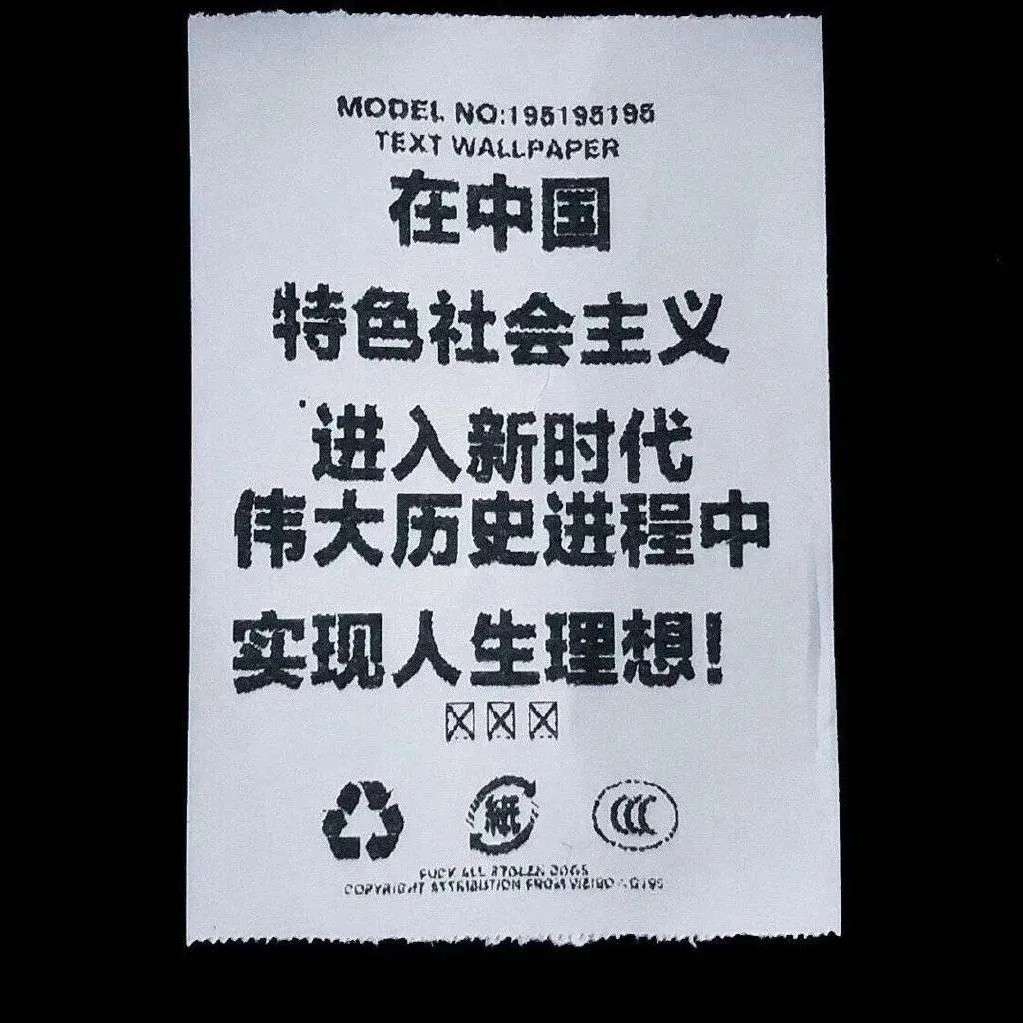 MODEL NO:195195195
TEXT WALLPAPER
在中国
特色社会主义
进入新时代
伟大历史进程中
实现人生理想!
紙
CCC
FUCK ALL STOLEN DOGS
COPYRIGHT ATTRIBUTION FROM